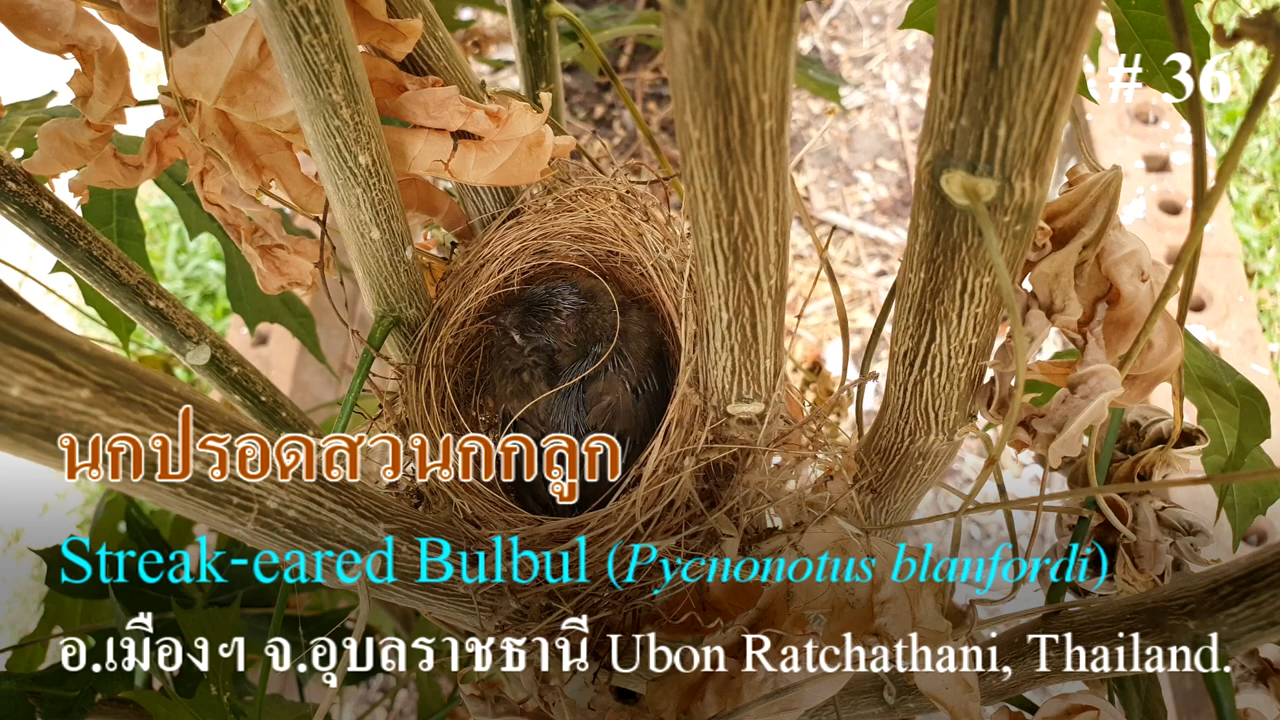 # 36
นกปรอดสวนกกลูก
Streak-eared Bulbul (Pycnonotus blanfordi)
อ.เมืองฯ จ.อุบลราชธานี Ubon Ratchathani, Thailand.